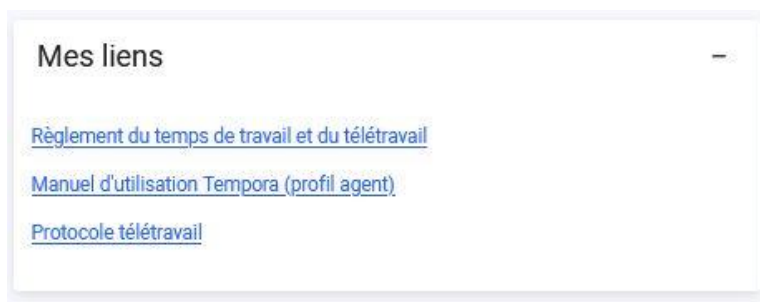 Mes liens
Règlement du temps de travail et du télétravail
Manuel d'utilisation Tempora (profil agent)
Protocole télétravail